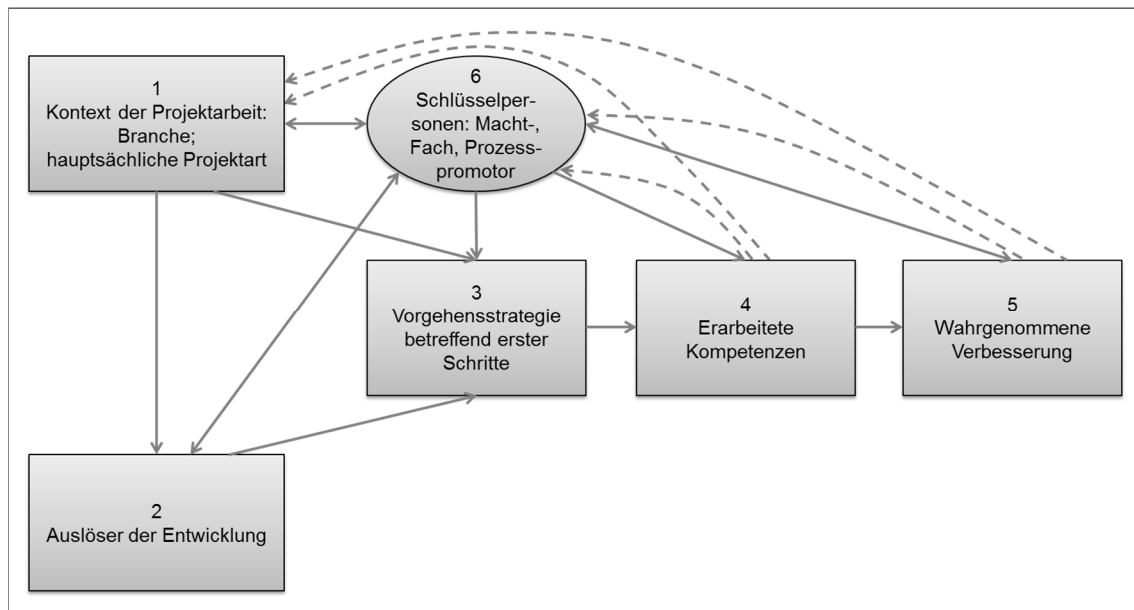 1
Kontext der Projektarbeit:
Branche;
hauptsächliche Projektart
6
Schlüsselper-
sonen: Macht-,
Fach, Prozess-
promotor
3
Vorgehensstrategie
betreffend erster
Schritte
4
Erarbeitete
Kompetenzen
5
Wahrgenommene
Verbesserung
2
Auslöser der Entwicklung